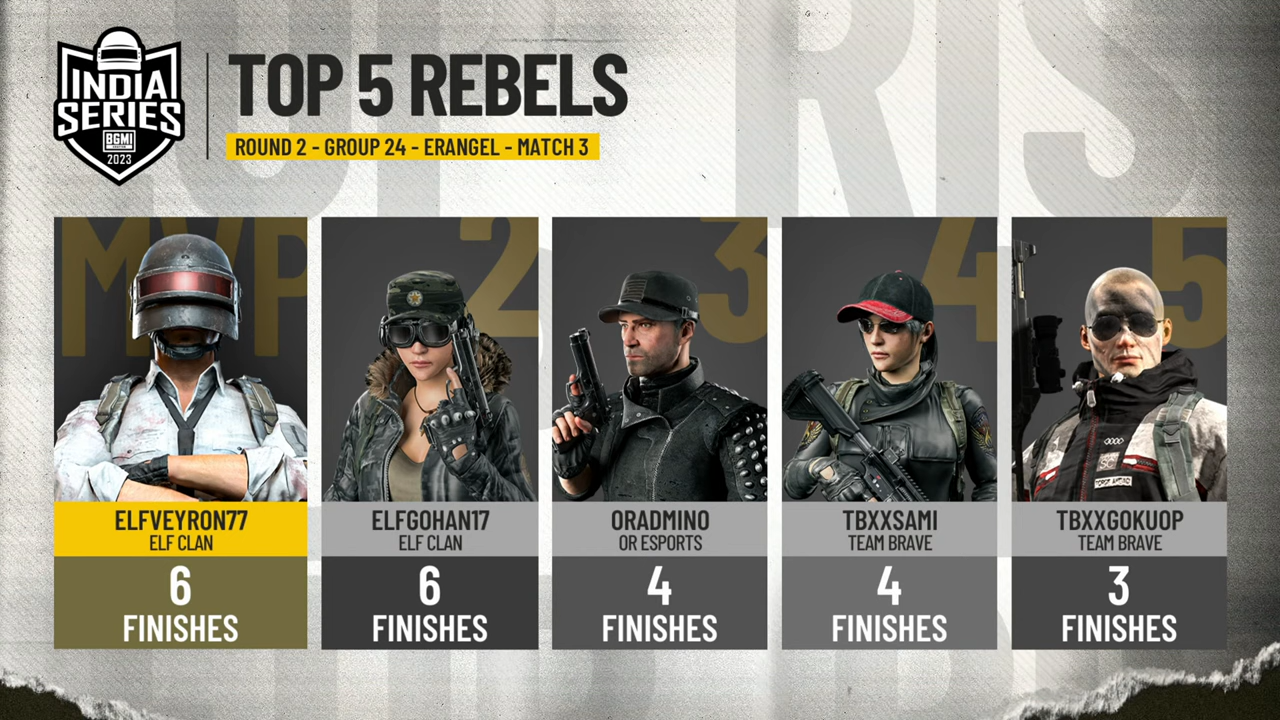 INDIA
SERIES
BGMI
2023
TOP 5 REBELS
ROUND 2 - GROUP 24 - ERANGEL - MATCH 3
MVP
2
3
4
5
ELFVEYRON77
ELF CLAN
6
FINISHES
ELFGOHAN17
ELF CLAN
6
FINISHES
ORADMINO
OR ESPORTS
4
FINISHES
TBXXSAMI
TEAM BRAVE
4
FINISHES
TBXXGOKUOP
TEAM BRAVE
3
FINISHES